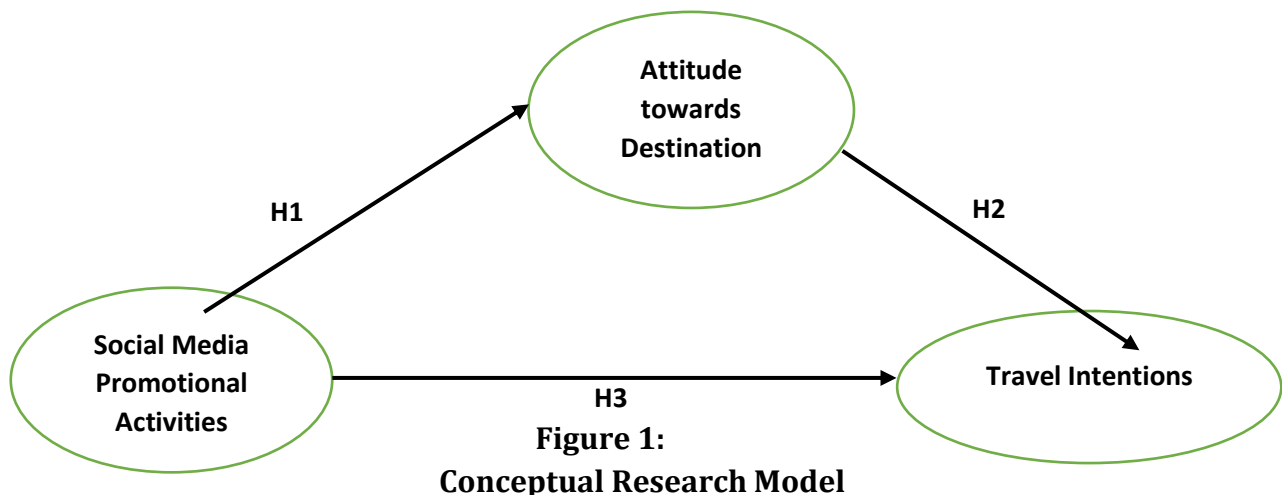 Attitude
towards
Destination
H1
H2
Social Media
Promotional
Activities
Travel Intentions
H3
Figure 1:
Conceptual Research Model